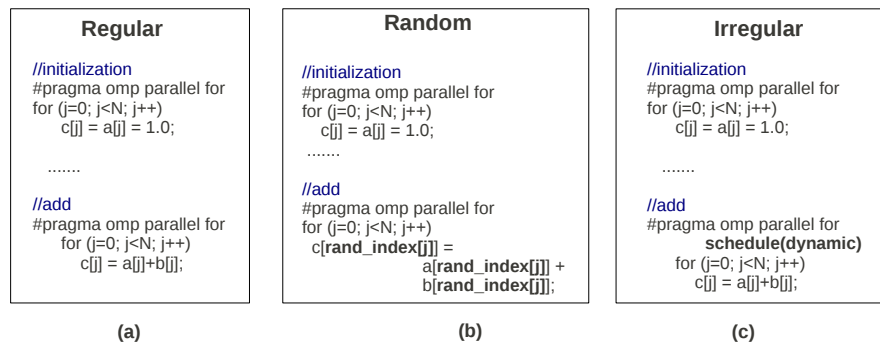 Regular
//initialization
#pragma omp parallel for
for (j=0; j<N; j++)
c[j] = a[j] = 1.0;
.......
//add
#pragma omp parallel for
for (j=0; j<N; j++)
c[j] = a[j]+b[j];
(a)
Random
//initialization
#pragma omp parallel for
for (j=0; j<N; j++)
c[j] = a[j] = 1.0;
.......
//add
#pragma omp parallel for
for (j=0; j<N; j++)
c[rand_index[j]] =
a[rand_index[j]] +
b[rand_index[j]];
(b)
Irregular
//initialization
#pragma omp parallel for
for (j=0; j<N; j++)
c[j] = a[j] = 1.0;
.......
//add
#pragma omp parallel for
schedule(dynamic)
for (j=0; j<N; j++)
c[j] = a[j]+b[j];
(c)